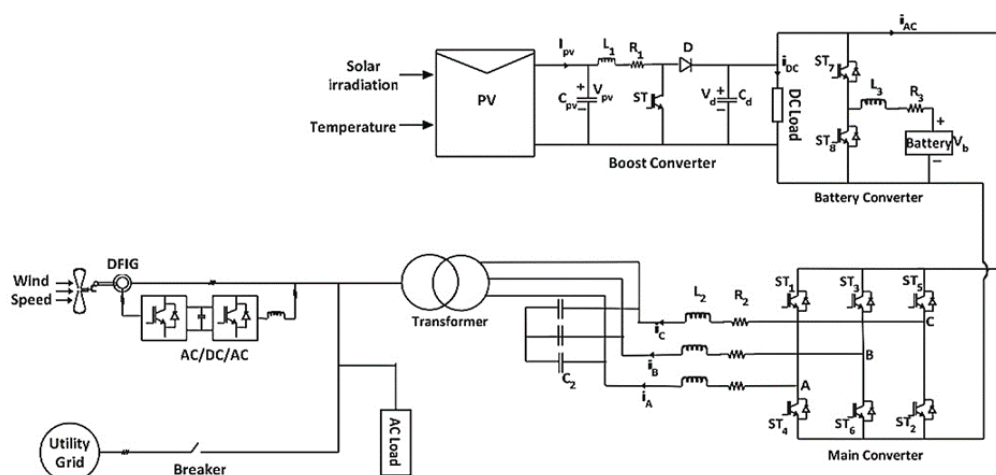 Solar
irradiation
Temperature
PV
I_pv
L_1
R_1
D
+
C_pv
V_pv
−
ST
+
V_d
C_d
−
Boost Converter
i_DC
DC Load
i_AC
ST_7
L_3
R_3
ST_8
+
Battery
V_b
−
Battery Converter
Wind
Speed
DFIG
AC/DC/AC
Transformer
C_2
L_2
R_2
i_C
i_B
i_A
ST_1
ST_3
ST_5
C
B
A
ST_4
ST_6
ST_2
Main Converter
Utility
Grid
Breaker
AC Load